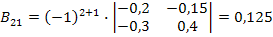 B₂₁ = (−1)²⁺¹ · |−0,2 −0,15| = 0,125
|−0,3 0,4|